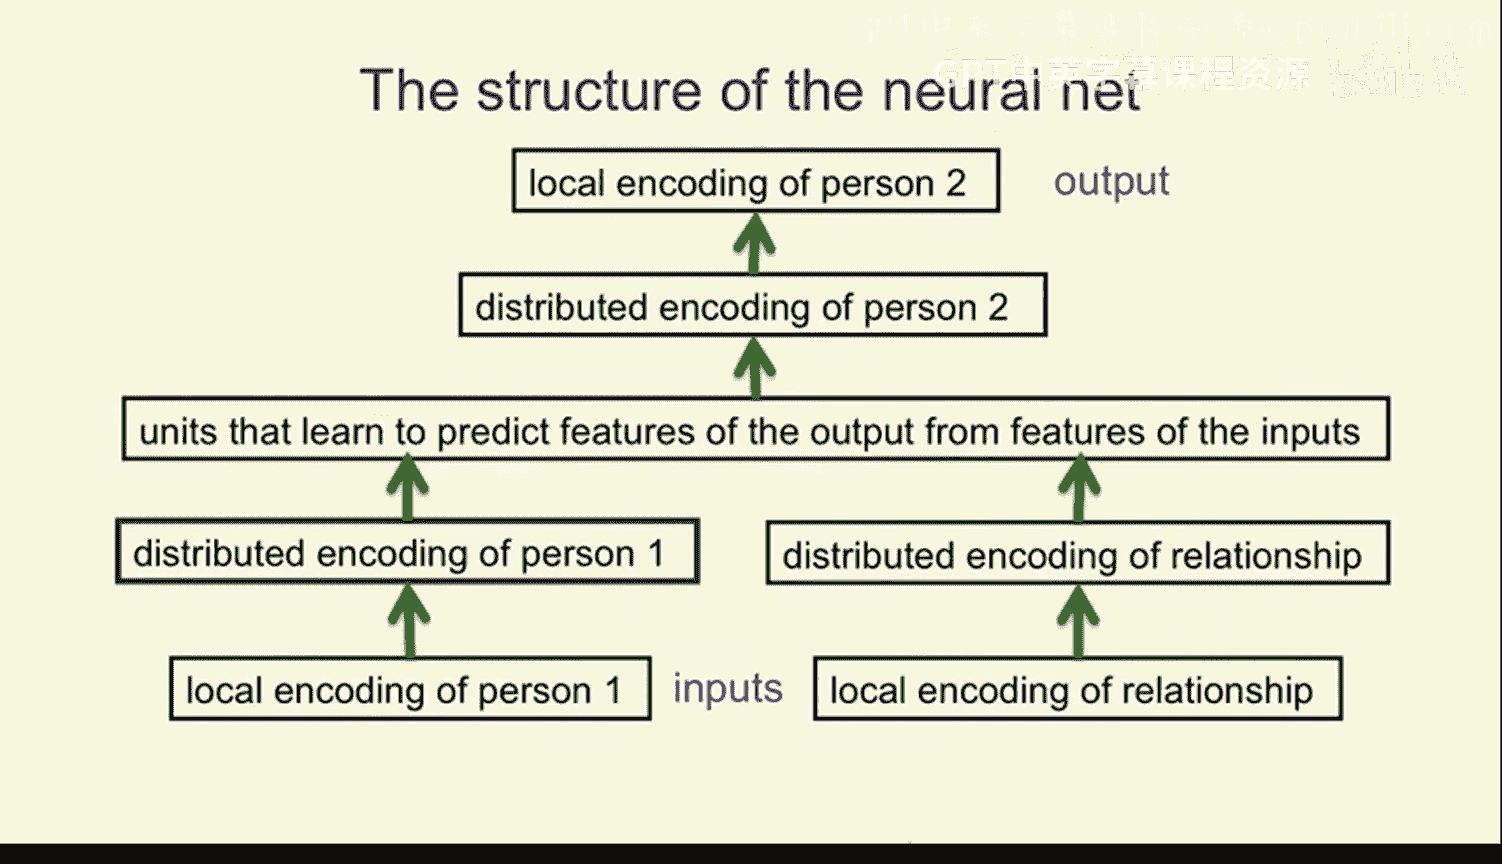 The structure of the neural net
local encoding of person 2
output
distributed encoding of person 2
units that learn to predict features of the output from features of the inputs
distributed encoding of person 1
distributed encoding of relationship
local encoding of person 1
inputs
local encoding of relationship